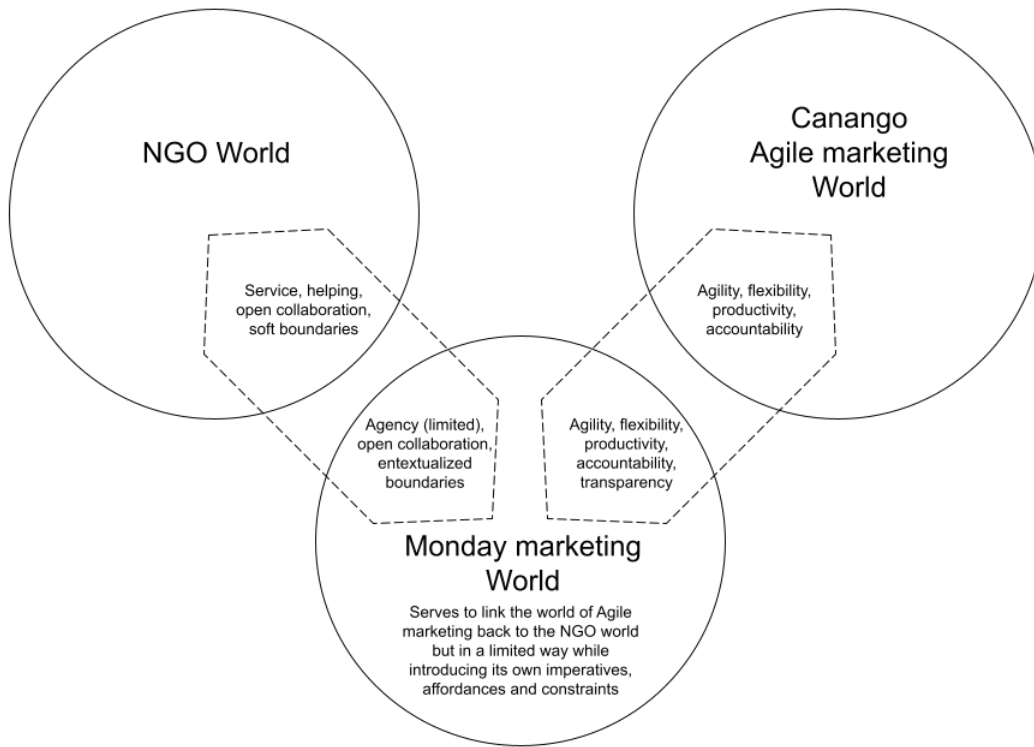 NGO World
Canango
Agile marketing
World
Service, helping,
open collaboration,
soft boundaries
Agility, flexibility,
productivity,
accountability
Agency (limited),
open collaboration,
entextualized
boundaries
Agility, flexibility,
productivity,
accountability,
transparency
Monday marketing
World
Serves to link the world of Agile
marketing back to the NGO world
but in a limited way while
introducing its own imperatives,
affordances and constraints